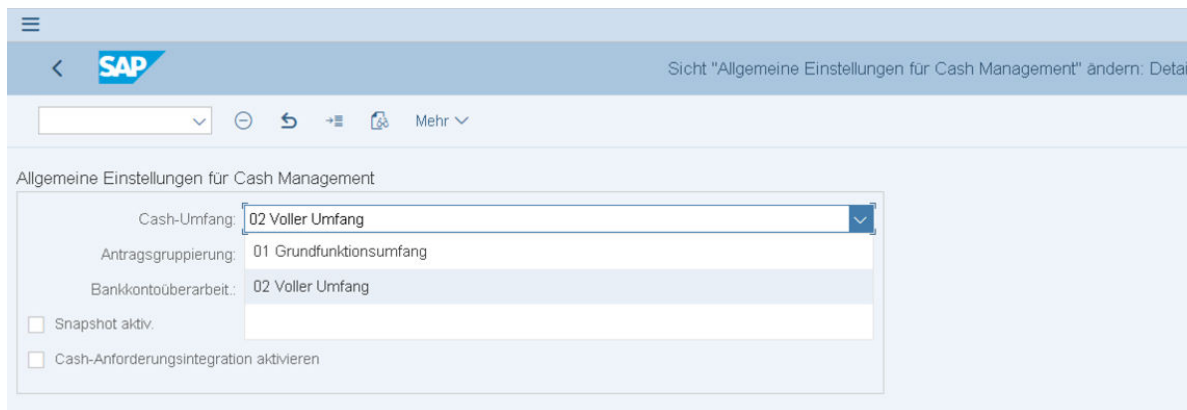 SAP
Sicht "Allgemeine Einstellungen für Cash Management" ändern: Detai
Mehr
Allgemeine Einstellungen für Cash Management
Cash-Umfang: 02 Voller Umfang
Antragsgruppierung: 01 Grundfunktionsumfang
Bankkontoüberarbeit.: 02 Voller Umfang
Snapshot aktiv.
Cash-Anforderungsintegration aktivieren